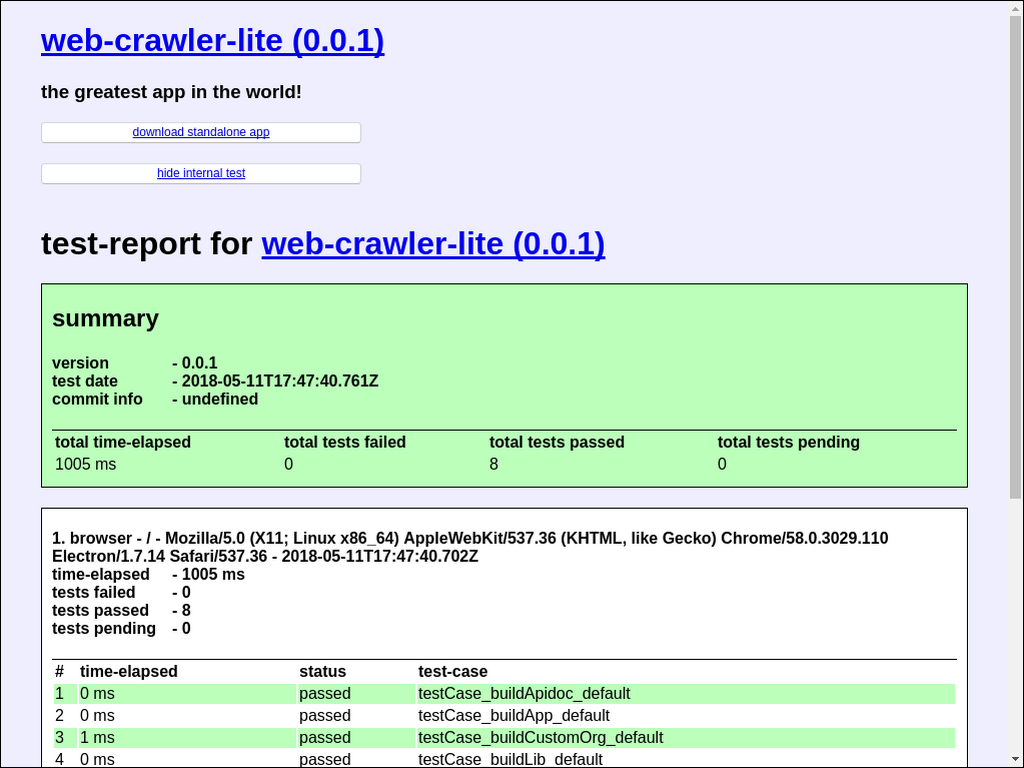 web-crawler-lite (0.0.1)
the greatest app in the world!
download standalone app
hide internal test
test-report for web-crawler-lite (0.0.1)
summary
version - 0.0.1
test date - 2018-05-11T17:47:40.761Z
commit info - undefined
total time-elapsed total tests failed total tests passed total tests pending
1005 ms 0 8 0
1. browser - / - Mozilla/5.0 (X11; Linux x86_64) AppleWebKit/537.36 (KHTML, like Gecko) Chrome/58.0.3029.110
Electron/1.7.14 Safari/537.36 - 2018-05-11T17:47:40.702Z
time-elapsed - 1005 ms
tests failed - 0
tests passed - 8
tests pending - 0
# time-elapsed status test-case
1 0 ms passed testCase_buildApidoc_default
2 0 ms passed testCase_buildApp_default
3 1 ms passed testCase_buildCustomOrg_default
4 0 ms passed testCase_buildLib_default